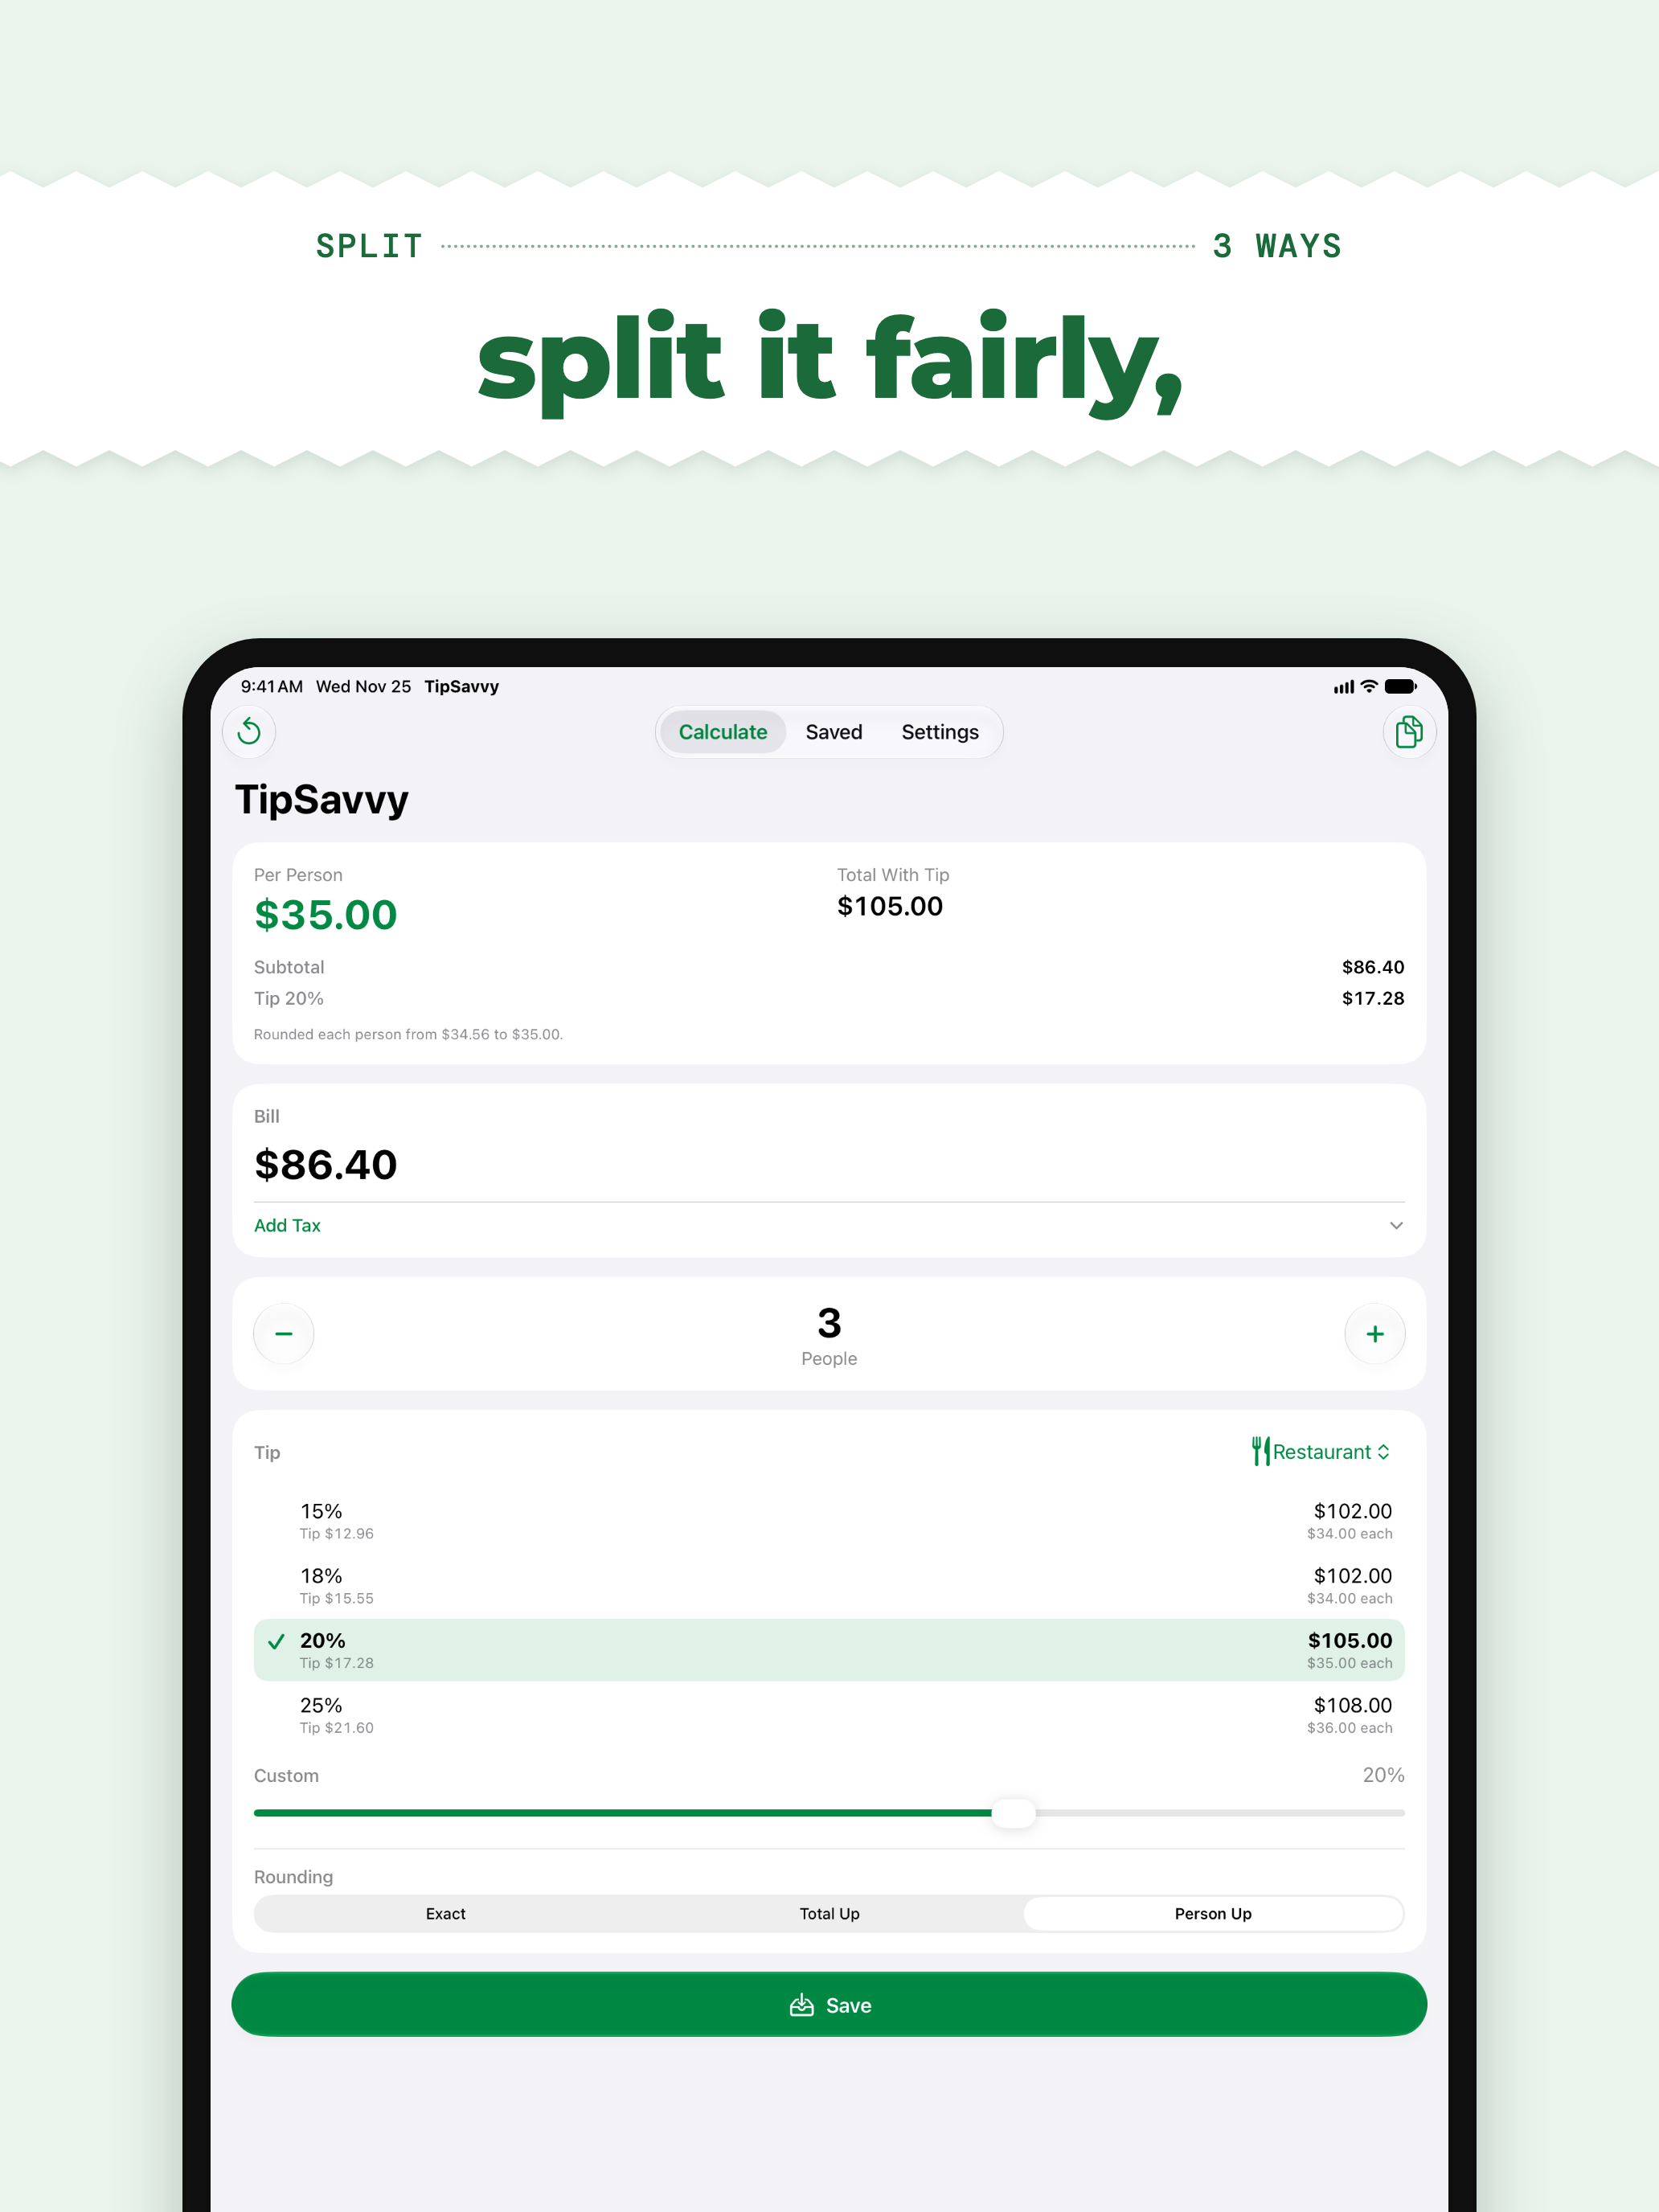 SPLIT 3 WAYS
split it fairly,
9:41 AM Wed Nov 25 TipSavvy
Calculate Saved Settings
TipSavvy
Per Person Total With Tip
$35.00 $105.00
Subtotal $86.40
Tip 20% $17.28
Rounded each person from $34.56 to $35.00.
Bill
$86.40
Add Tax
3
People
Tip Restaurant
15% $102.00
Tip $12.96 $34.00 each
18% $102.00
Tip $15.55 $34.00 each
20% $105.00
Tip $17.28 $35.00 each
25% $108.00
Tip $21.60 $36.00 each
Custom 20%
Rounding
Exact Total Up Person Up
Save